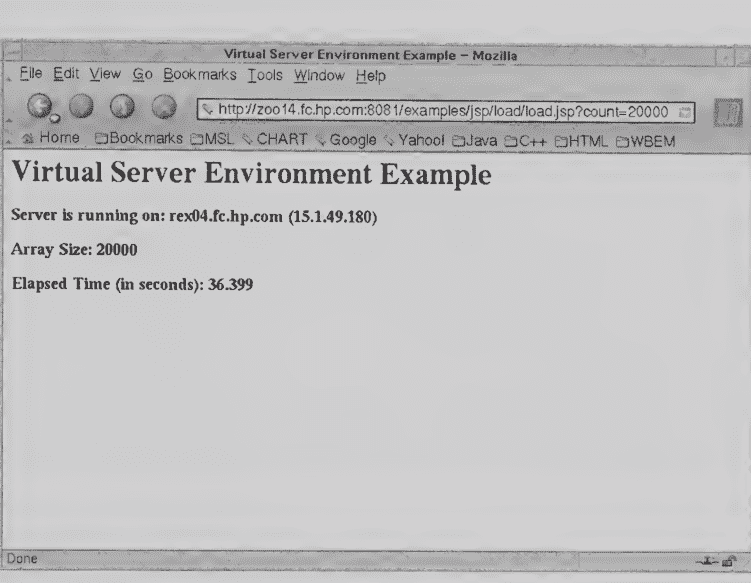 Virtual Server Environment Example – Mozilla
File Edit View Go Bookmarks Tools Window Help
http://zoo14.fc.hp.com:8081/examples/jsp/load/load.jsp?count=20000
Home Bookmarks MSL CHART Google Yahoo! Java C++ HTML WBEM
Virtual Server Environment Example
Server is running on: rex04.fc.hp.com (15.1.49.180)
Array Size: 20000
Elapsed Time (in seconds): 36.399
Done